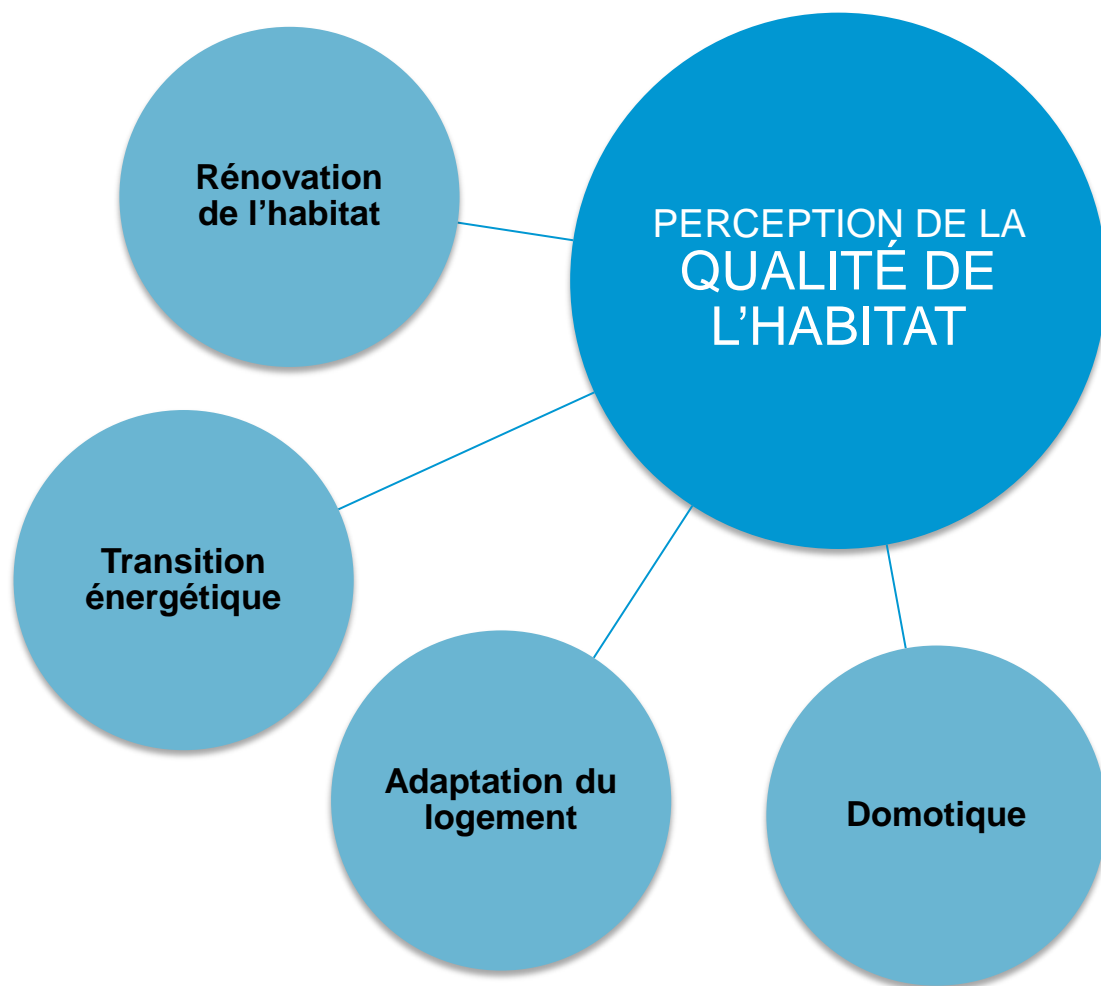 Rénovation
de l’habitat
PERCEPTION DE LA
QUALITÉ DE
L’HABITAT
Transition
énergétique
Adaptation du
logement
Domotique